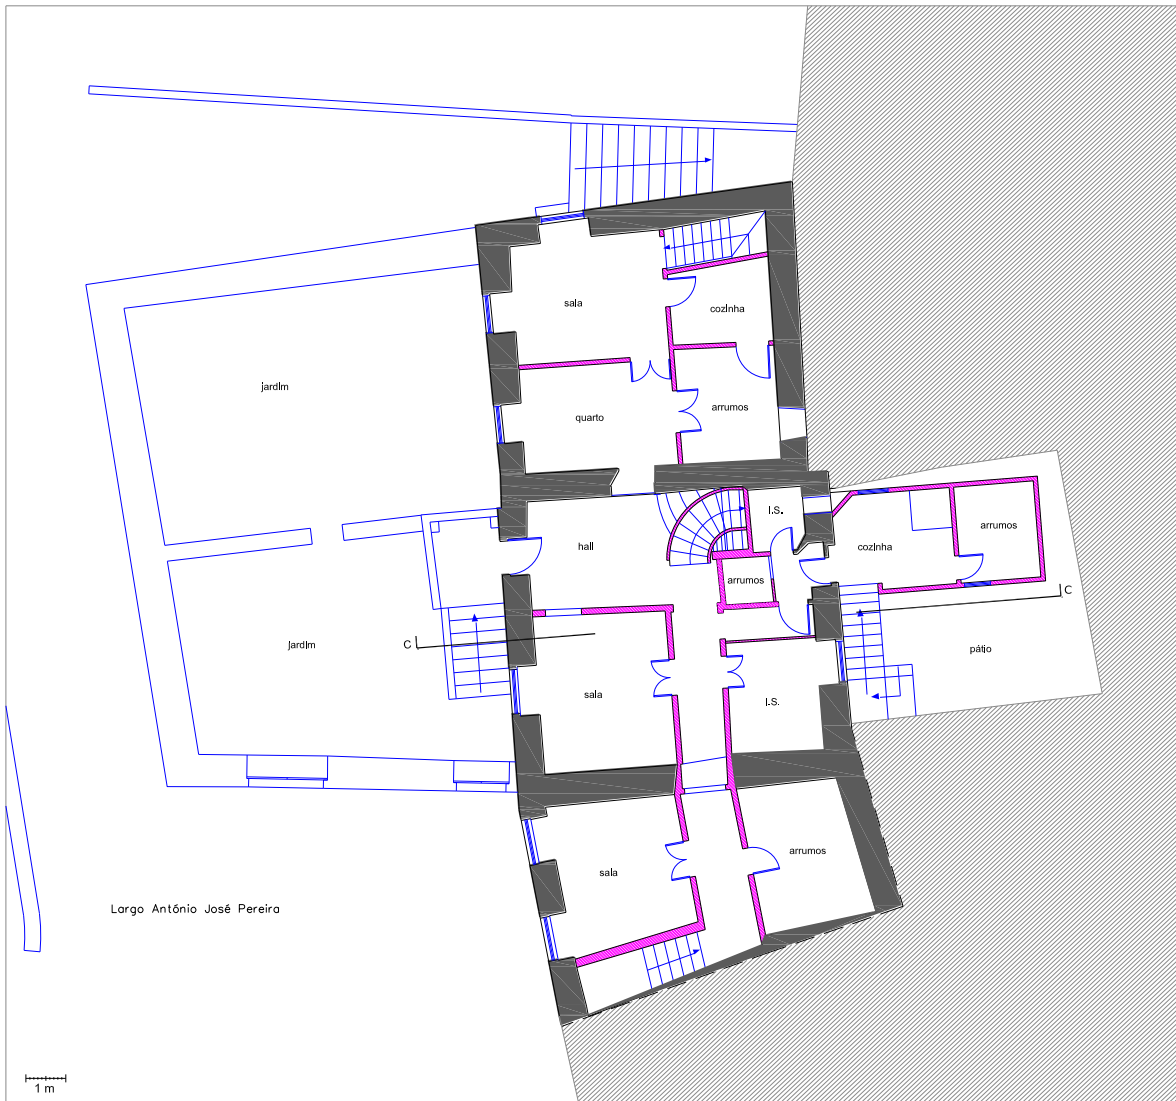 sala
cozinha
jardim
quarto
arrumos
I.S.
hall
cozinha
arrumos
arrumos
C
C
jardim
pátio
sala
I.S.
sala
arrumos
Largo António José Pereira
1 m